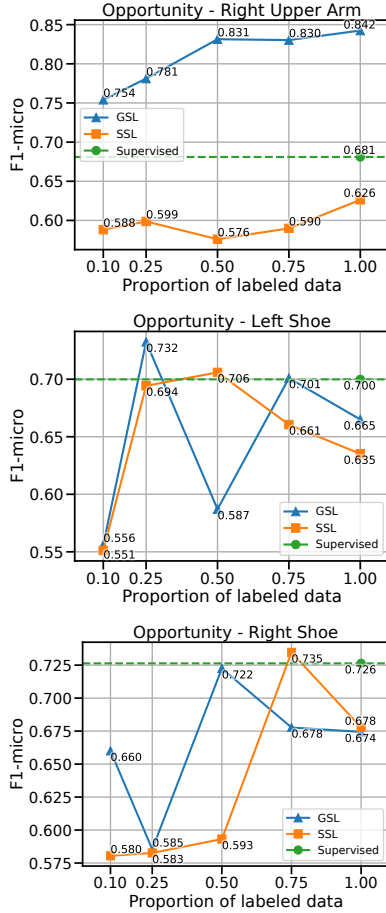 Opportunity - Right Upper Arm
F1-micro
0.85
0.80
0.75
0.70
0.65
0.60
0.754
0.781
0.831
0.830
0.842
0.588
0.599
0.576
0.590
0.626
0.681
GSL
SSL
Supervised
0.10 0.25 0.50 0.75 1.00
Proportion of labeled data
Opportunity - Left Shoe
F1-micro
0.70
0.65
0.60
0.55
0.556
0.732
0.587
0.701
0.665
0.551
0.694
0.706
0.661
0.635
0.700
GSL
SSL
Supervised
0.10 0.25 0.50 0.75 1.00
Proportion of labeled data
Opportunity - Right Shoe
F1-micro
0.725
0.700
0.675
0.650
0.625
0.600
0.575
0.660
0.585
0.722
0.678
0.674
0.580
0.583
0.593
0.735
0.678
0.726
GSL
SSL
Supervised
0.10 0.25 0.50 0.75 1.00
Proportion of labeled data